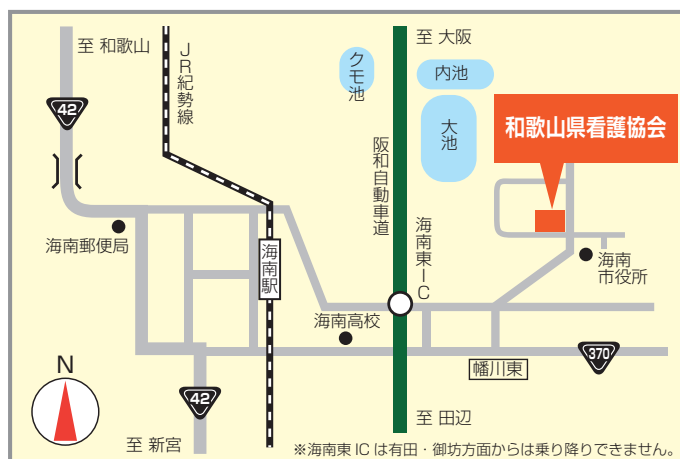 至 和歌山
42
JR紀勢線
クモ池
至 大阪
内池
大池
和歌山県看護協会
阪和自動車道
海南東IC
海南郵便局
海南駅
海南
市役所
海南高校
幡川東
370
N
42
至 新宮
至 田辺
※海南東 IC は有田・御坊方面からは乗り降りできません。